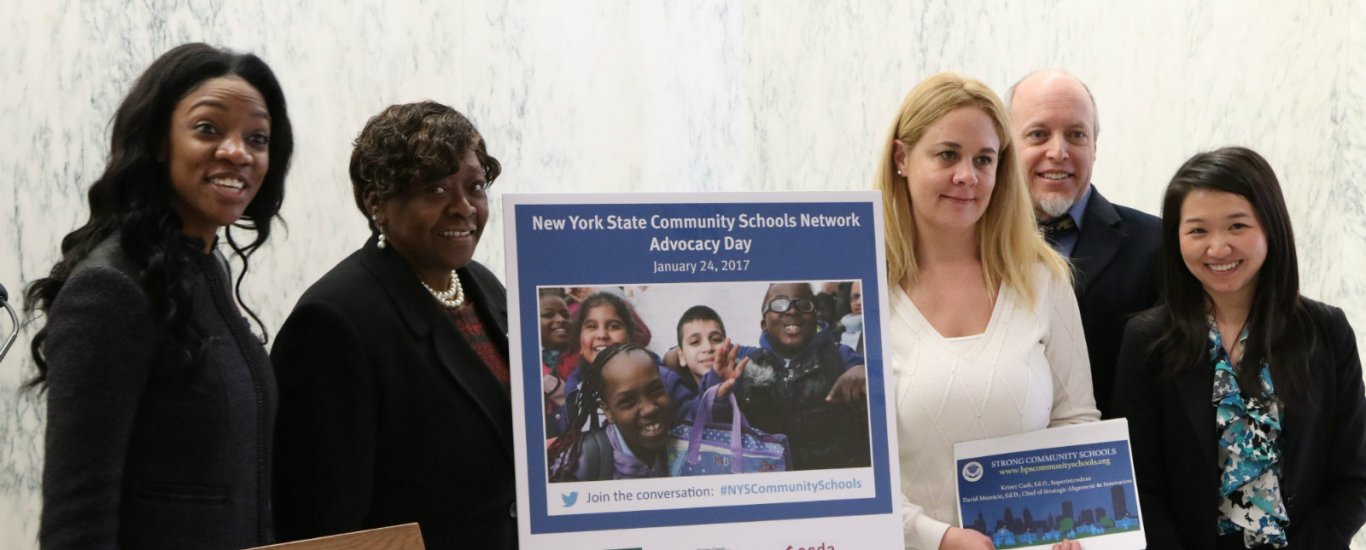 New York State Community Schools Network
Advocacy Day
January 24, 2017
Join the conversation: #NYSCommunitySchools
STRONG COMMUNITY SCHOOLS
www.bpscommunityschools.org
Kriner Cash, Ed.D., Superintendent
David Mauricio, Ed.D., Chief of Strategic Alignment & Innovation